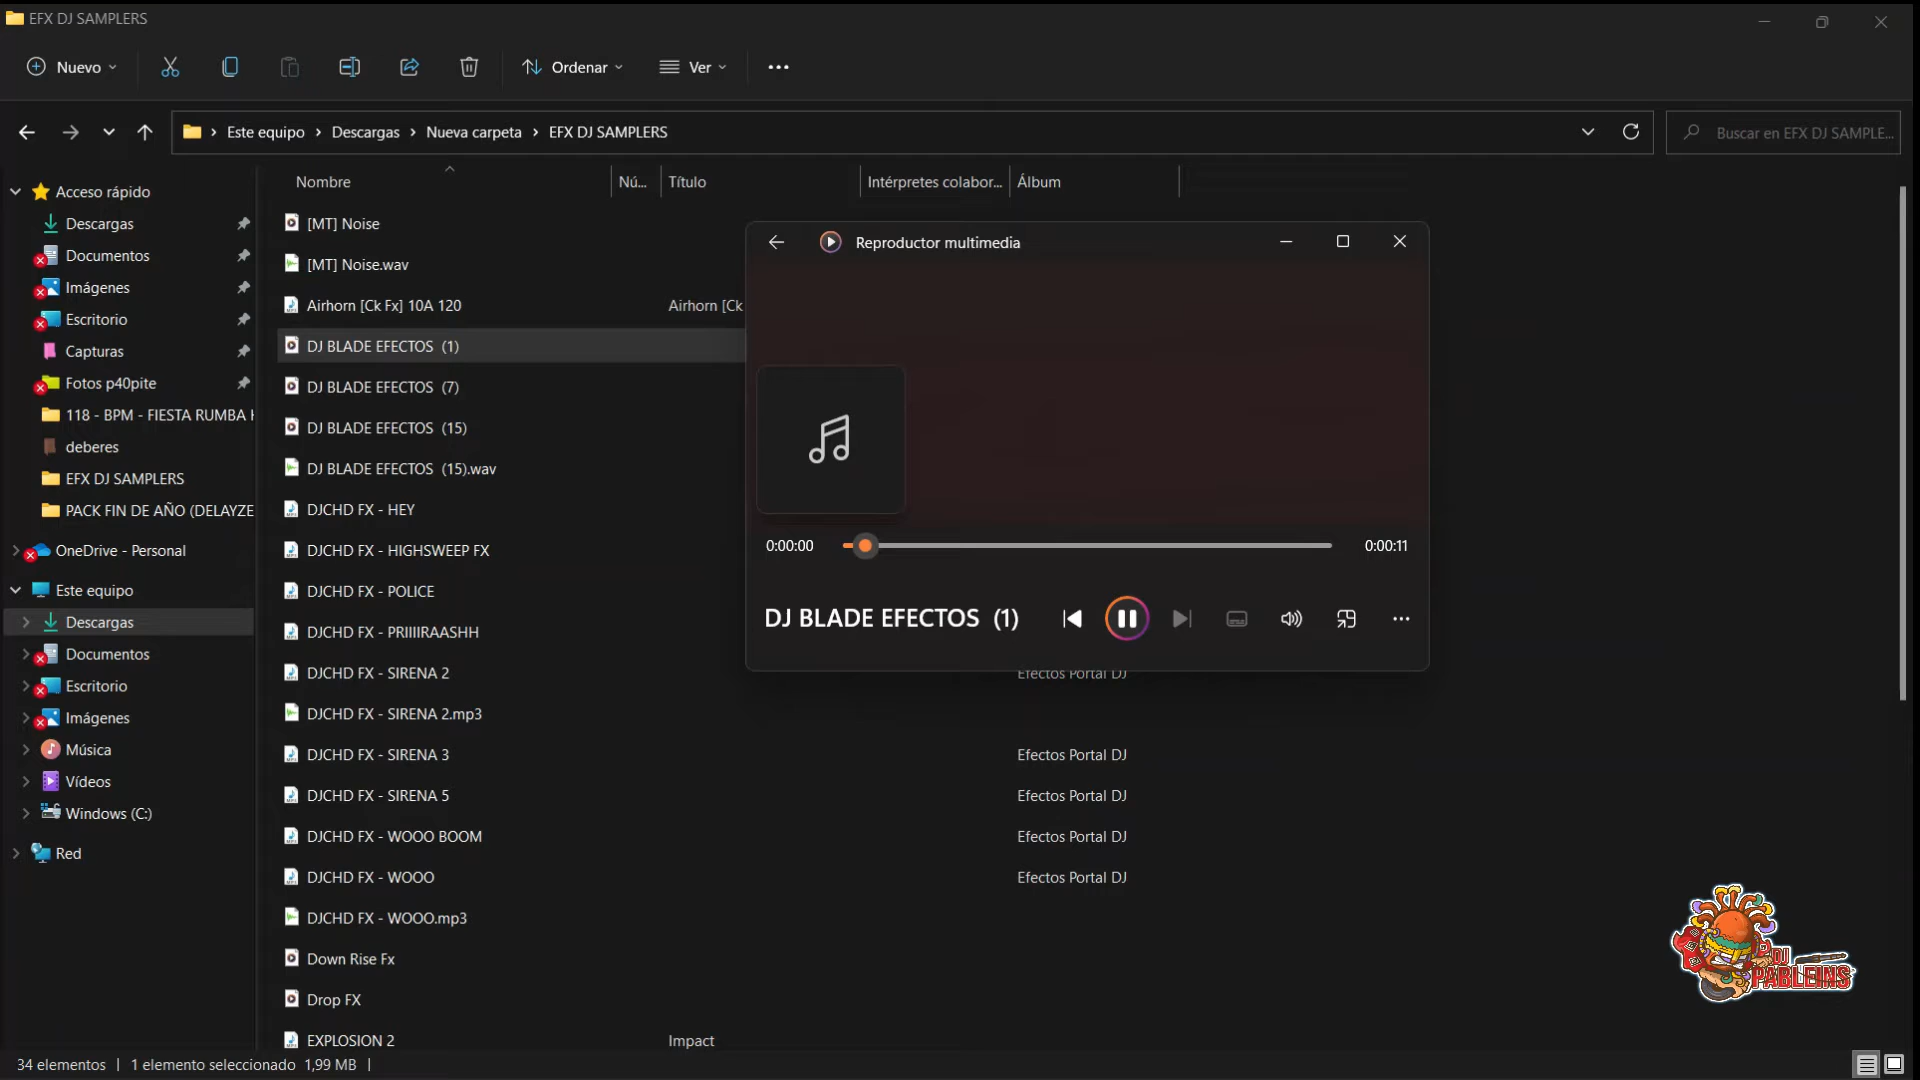 EFX DJ SAMPLERS
Nuevo
Ordenar
Ver
Este equipo
Descargas
Nueva carpeta
EFX DJ SAMPLERS
Buscar en EFX DJ SAMPLE...
Acceso rápido
Descargas
Documentos
Imágenes
Escritorio
Capturas
Fotos p40pite
118 - BPM - FIESTA RUMBA
deberes
EFX DJ SAMPLERS
PACK FIN DE AÑO (DELAYZE
OneDrive - Personal
Este equipo
Descargas
Documentos
Escritorio
Imágenes
Música
Vídeos
Windows (C:)
Red
Nombre
Nú...
Título
Intérpretes colabor...
Álbum
[MT] Noise
[MT] Noise.wav
Airhorn [Ck Fx] 10A 120
Airhorn [Ck
DJ BLADE EFECTOS (1)
DJ BLADE EFECTOS (7)
DJ BLADE EFECTOS (15)
DJ BLADE EFECTOS (15).wav
DJCHD FX - HEY
DJCHD FX - HIGHSWEEP FX
DJCHD FX - POLICE
DJCHD FX - PRIIIIRAASHH
DJCHD FX - SIRENA 2
Efectos Portal DJ
DJCHD FX - SIRENA 2.mp3
DJCHD FX - SIRENA 3
Efectos Portal DJ
DJCHD FX - SIRENA 5
Efectos Portal DJ
DJCHD FX - WOOO BOOM
Efectos Portal DJ
DJCHD FX - WOOO
Efectos Portal DJ
DJCHD FX - WOOO.mp3
Down Rise Fx
Drop FX
EXPLOSION 2
Impact
Reproductor multimedia
0:00:00
0:00:11
DJ BLADE EFECTOS (1)
DJ
PABLEINS
34 elementos
1 elemento seleccionado 1,99 MB